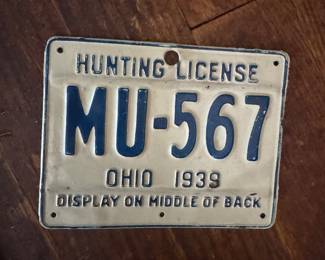 HUNTING LICENSE
MU-567
OHIO 1939
DISPLAY ON MIDDLE OF BACK